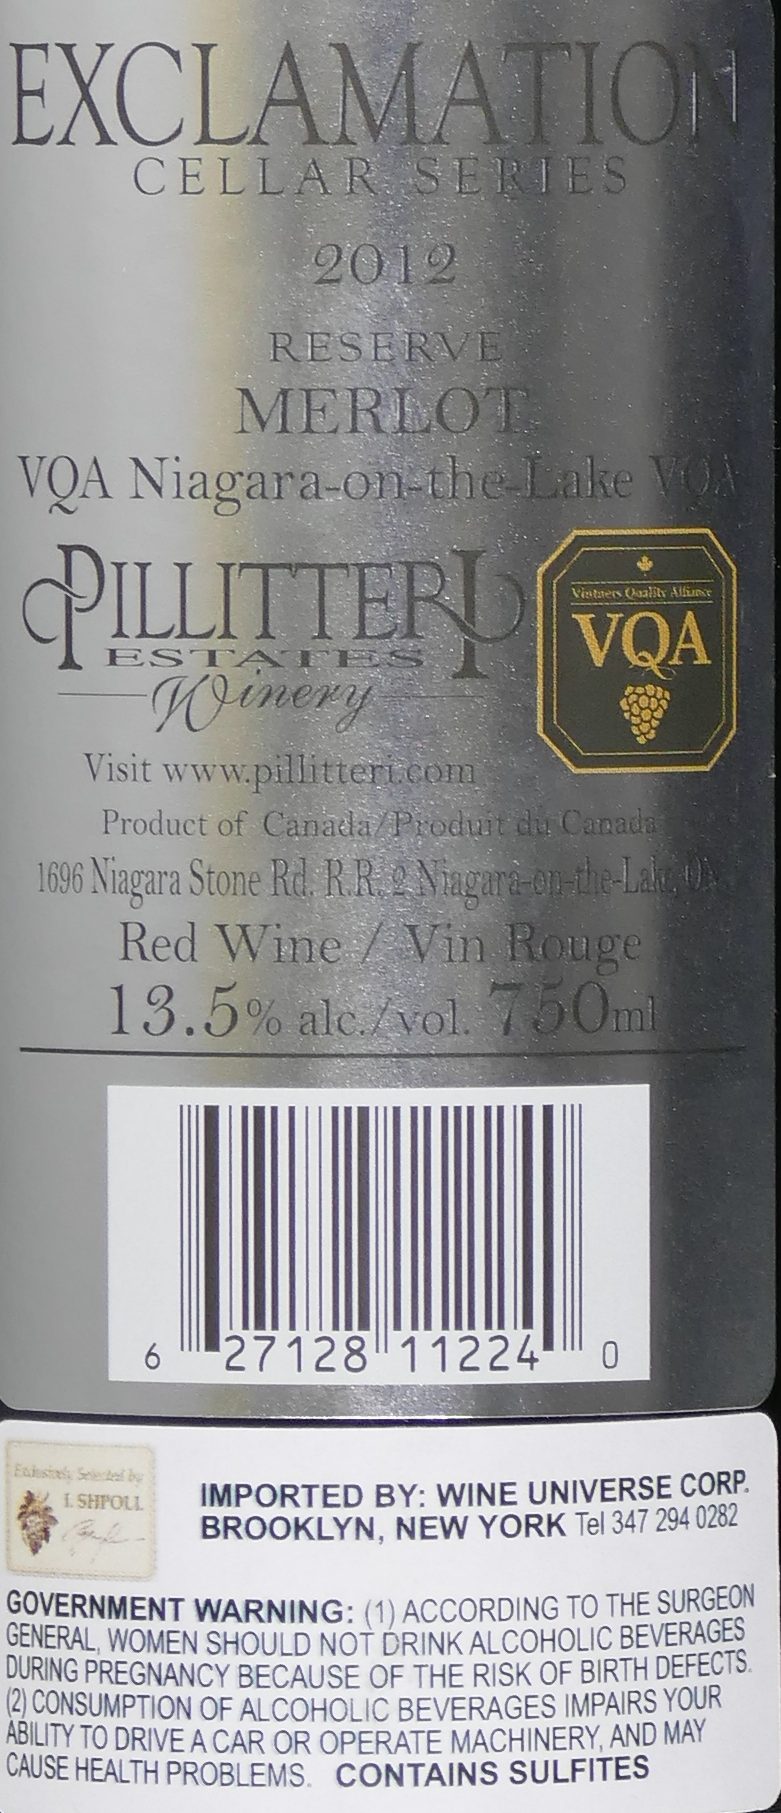 EXCLAMATION
CELLAR SERIES
2012
RESERVE
MERLOT
VQA Niagara-on-the-Lake VQA
PILLITTERI
ESTATES
Winery
Vintners Quality Alliance
VQA
Visit www.pillitteri.com
Product of Canada/Produit du Canada
1696 Niagara Stone Rd. R.R. 2 Niagara-on-the-Lake, ON
Red Wine / Vin Rouge
13.5% alc./vol. 750ml
6 27128 11224 0
Exclusively Selected by
I. SHPOLL
IMPORTED BY: WINE UNIVERSE CORP.
BROOKLYN, NEW YORK Tel 347 294 0282
GOVERNMENT WARNING: (1) ACCORDING TO THE SURGEON
GENERAL, WOMEN SHOULD NOT DRINK ALCOHOLIC BEVERAGES
DURING PREGNANCY BECAUSE OF THE RISK OF BIRTH DEFECTS.
(2) CONSUMPTION OF ALCOHOLIC BEVERAGES IMPAIRS YOUR
ABILITY TO DRIVE A CAR OR OPERATE MACHINERY, AND MAY
CAUSE HEALTH PROBLEMS. CONTAINS SULFITES